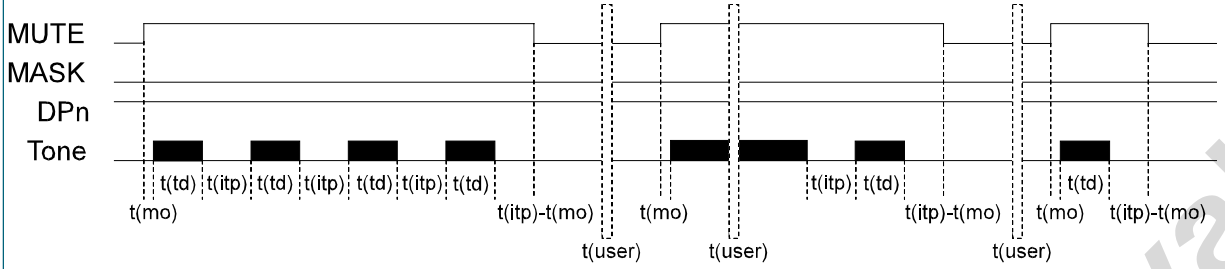 MUTE
MASK
DPn
Tone
t(td) t(itp) t(td) t(itp) t(td) t(itp) t(td) t(itp) t(td) t(td)
t(mo) t(itp)-t(mo) t(mo) t(itp)-t(mo) t(mo) t(itp)-t(mo)
t(user) t(user) t(user)